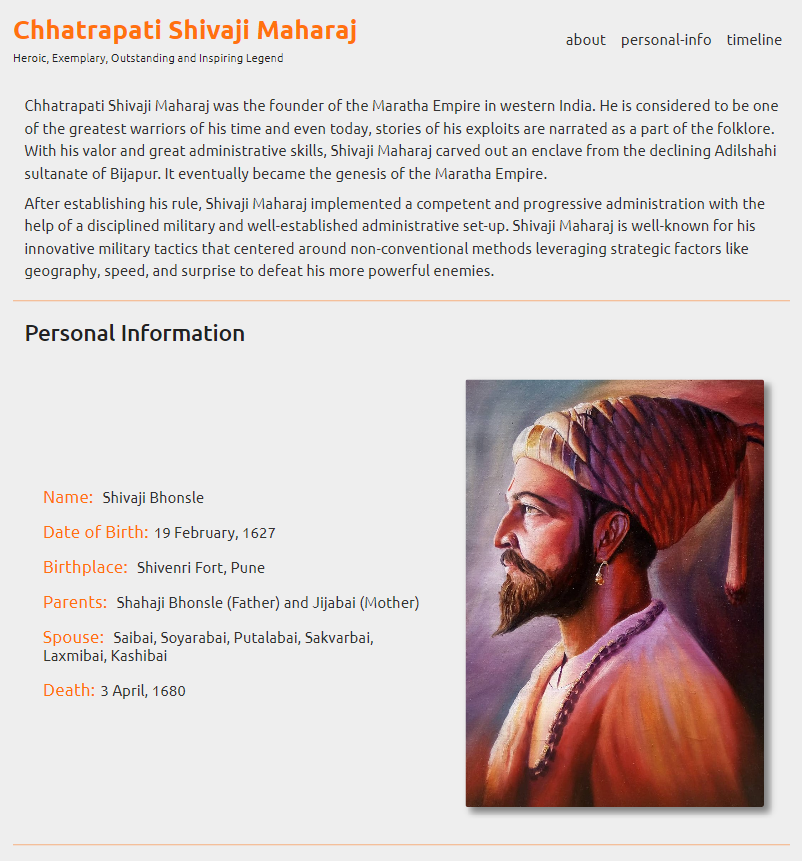 Chhatrapati Shivaji Maharaj
Heroic, Exemplary, Outstanding and Inspiring Legend
about personal-info timeline
Chhatrapati Shivaji Maharaj was the founder of the Maratha Empire in western India. He is considered to be one
of the greatest warriors of his time and even today, stories of his exploits are narrated as a part of the folklore.
With his valor and great administrative skills, Shivaji Maharaj carved out an enclave from the declining Adilshahi
sultanate of Bijapur. It eventually became the genesis of the Maratha Empire.
After establishing his rule, Shivaji Maharaj implemented a competent and progressive administration with the
help of a disciplined military and well-established administrative set-up. Shivaji Maharaj is well-known for his
innovative military tactics that centered around non-conventional methods leveraging strategic factors like
geography, speed, and surprise to defeat his more powerful enemies.
Personal Information
Name: Shivaji Bhonsle
Date of Birth: 19 February, 1627
Birthplace: Shivenri Fort, Pune
Parents: Shahaji Bhonsle (Father) and Jijabai (Mother)
Spouse: Saibai, Soyarabai, Putalabai, Sakvarbai,
Laxmibai, Kashibai
Death: 3 April, 1680